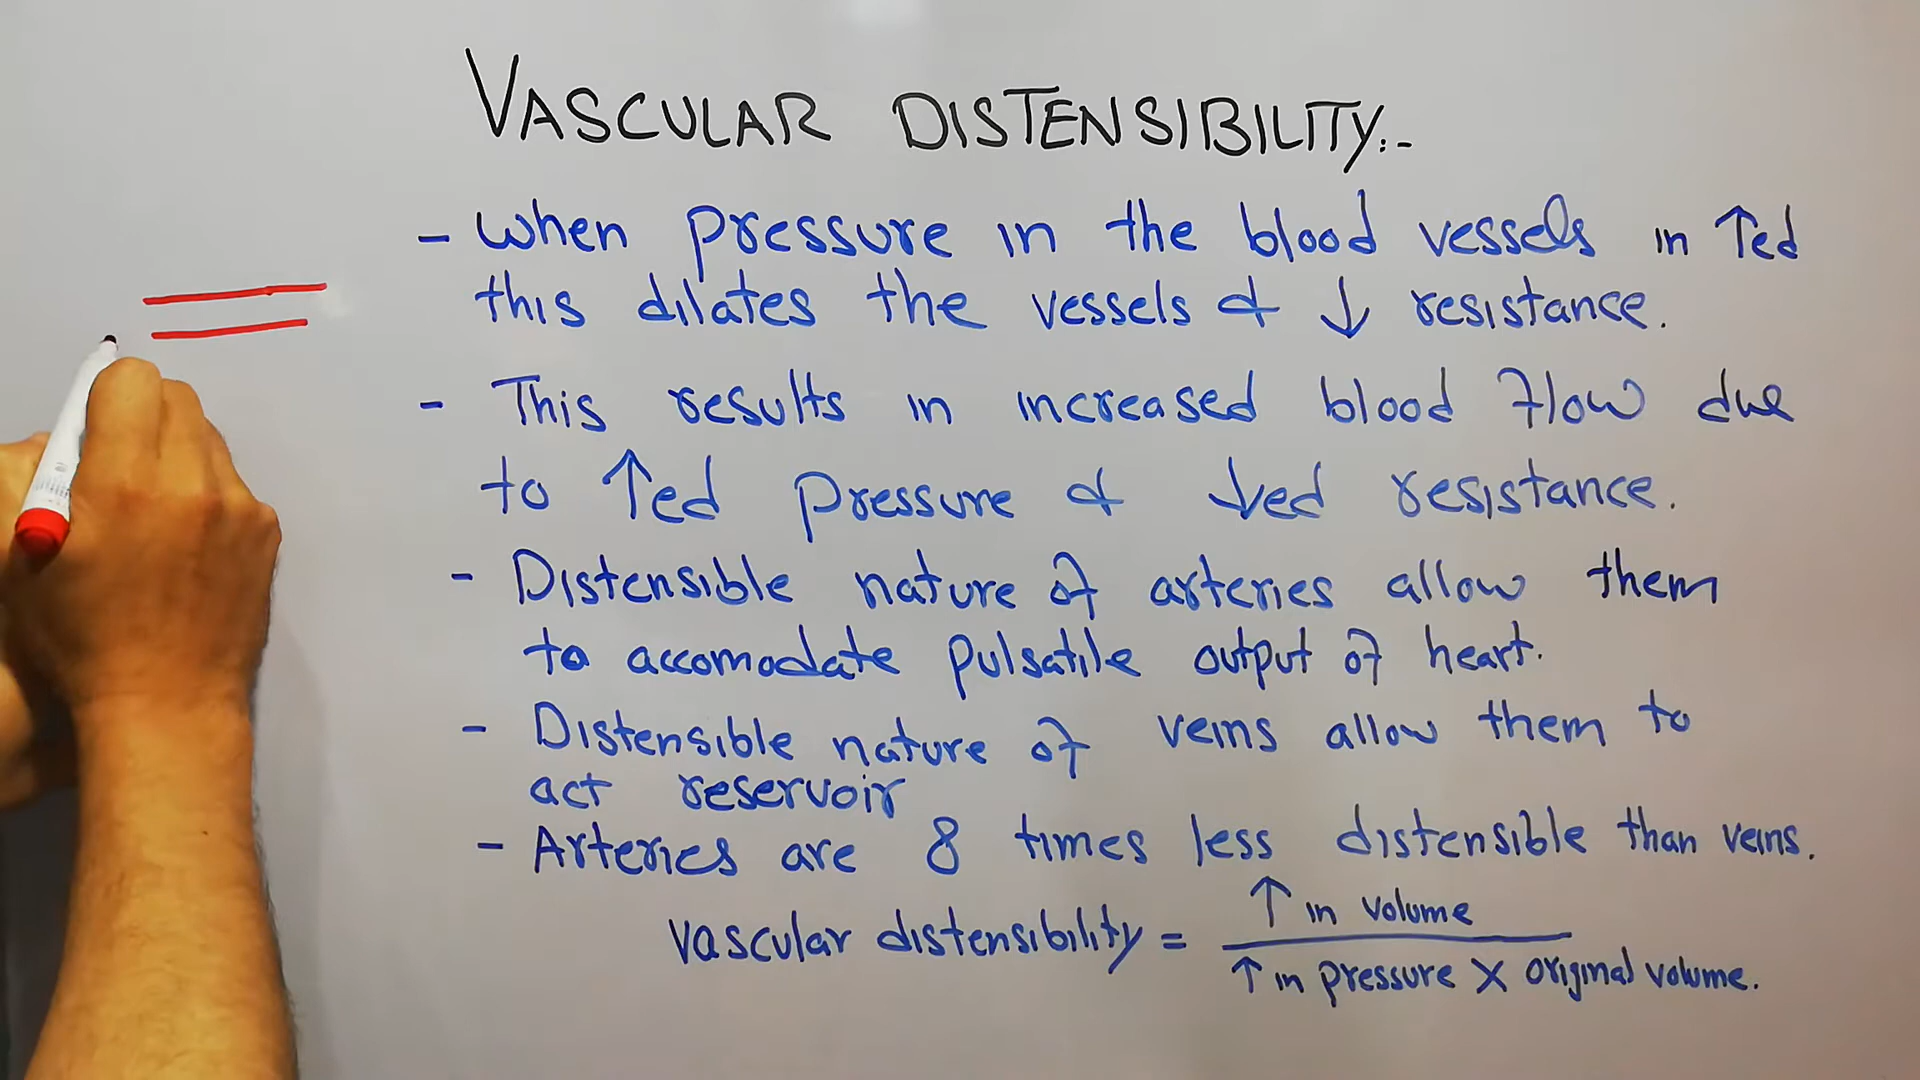 VASCULAR DISTENSIBILITY:-
- When pressure in the blood vessels in ↑ed
this dilates the vessels & ↓ resistance.
- This results in increased blood flow due
to ↑ed pressure & ↓ed resistance.
- Distensible nature of arteries allow them
to accomodate pulsatile output of heart.
- Distensible nature of veins allow them to
act reservoir
- Arteries are 8 times less distensible than veins.
vascular distensibility = ↑ in volume
↑ in pressure X original volume.